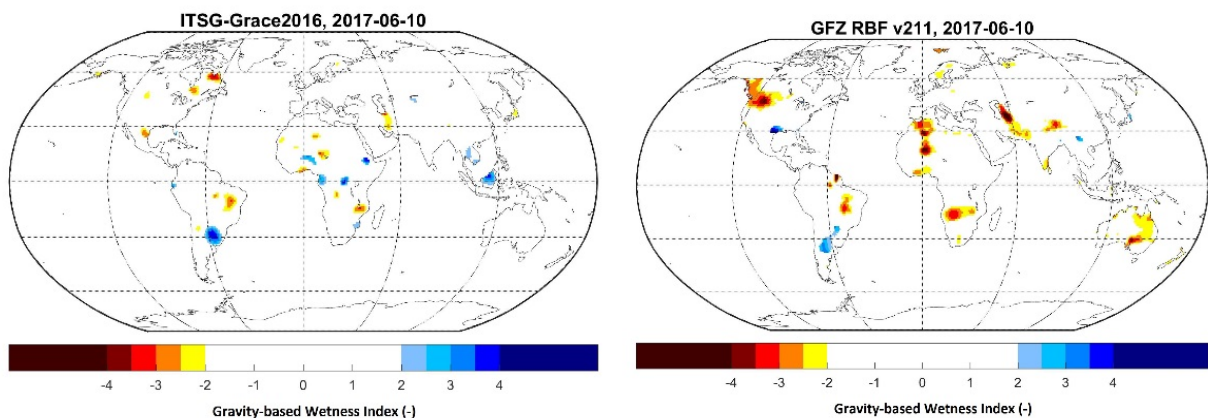 ITSG-Grace2016, 2017-06-10
-4 -3 -2 -1 0 1 2 3 4
Gravity-based Wetness Index (-)
GFZ RBF v211, 2017-06-10
-4 -3 -2 -1 0 1 2 3 4
Gravity-based Wetness Index (-)